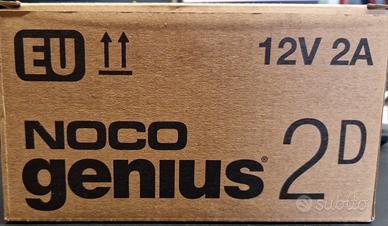 EU 12V 2A
NOCO
genius® 2D
subito